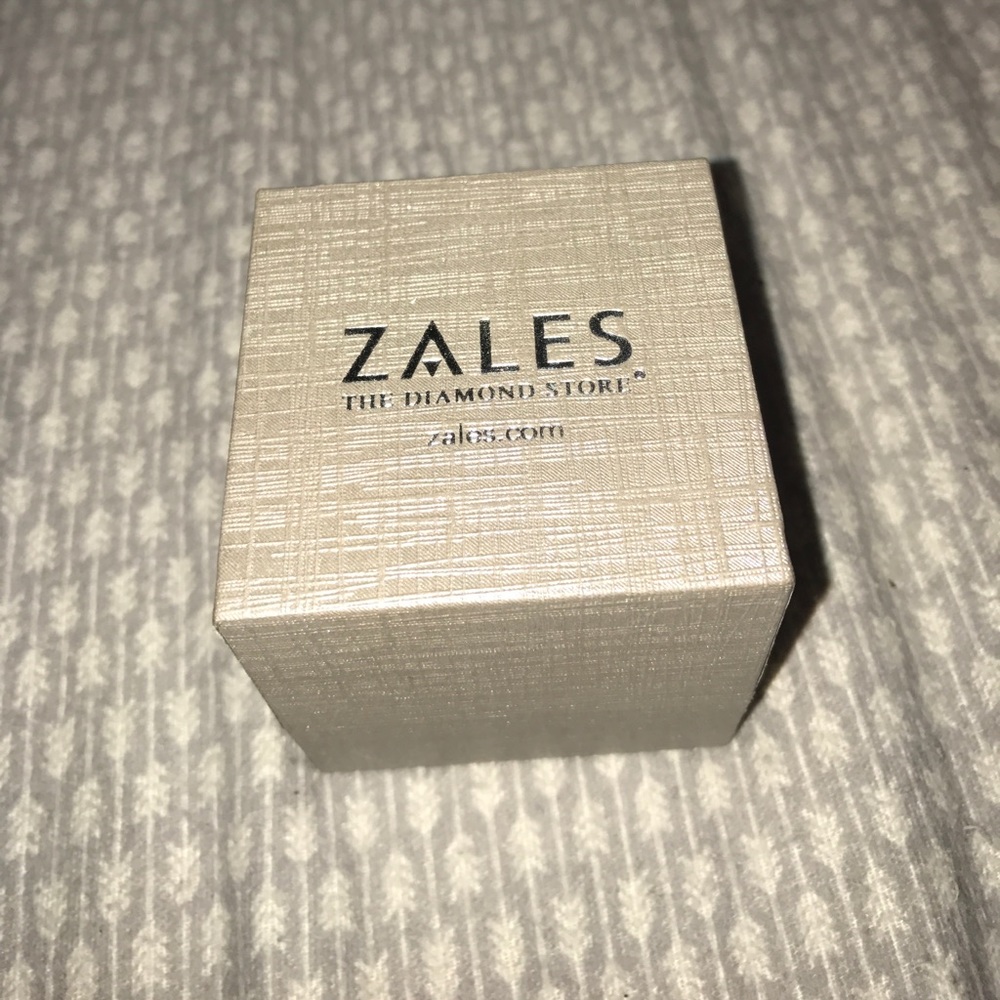 ZALES
THE DIAMOND STORE®
zales.com